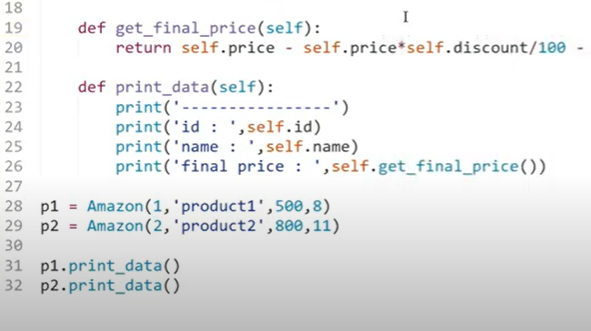 18
19 def get_final_price(self):
20 return self.price - self.price*self.discount/100 -
21
22 def print_data(self):
23 print('----------------')
24 print('id : ',self.id)
25 print('name : ',self.name)
26 print('final price : ',self.get_final_price())
27
28 p1 = Amazon(1,'product1',500,8)
29 p2 = Amazon(2,'product2',800,11)
30
31 p1.print_data()
32 p2.print_data()